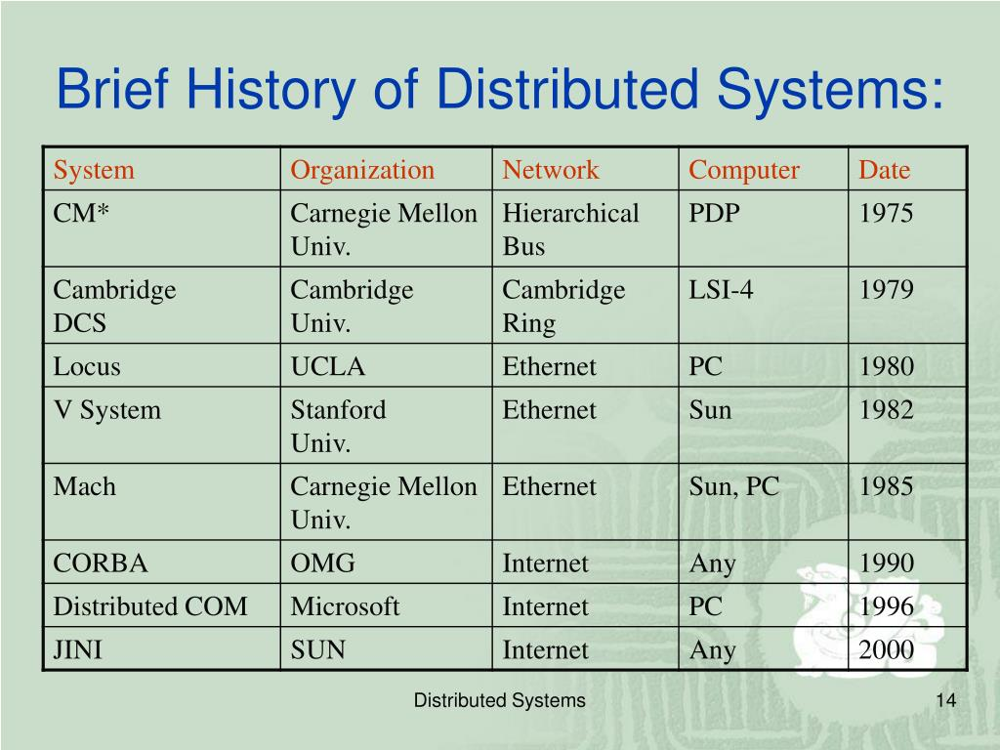 Brief History of Distributed Systems:
System Organization Network Computer Date
CM* Carnegie Mellon Hierarchical PDP 1975
Univ. Bus
Cambridge Cambridge Cambridge LSI-4 1979
DCS Univ. Ring
Locus UCLA Ethernet PC 1980
V System Stanford Ethernet Sun 1982
Univ.
Mach Carnegie Mellon Ethernet Sun, PC 1985
Univ.
CORBA OMG Internet Any 1990
Distributed COM Microsoft Internet PC 1996
JINI SUN Internet Any 2000
Distributed Systems 14